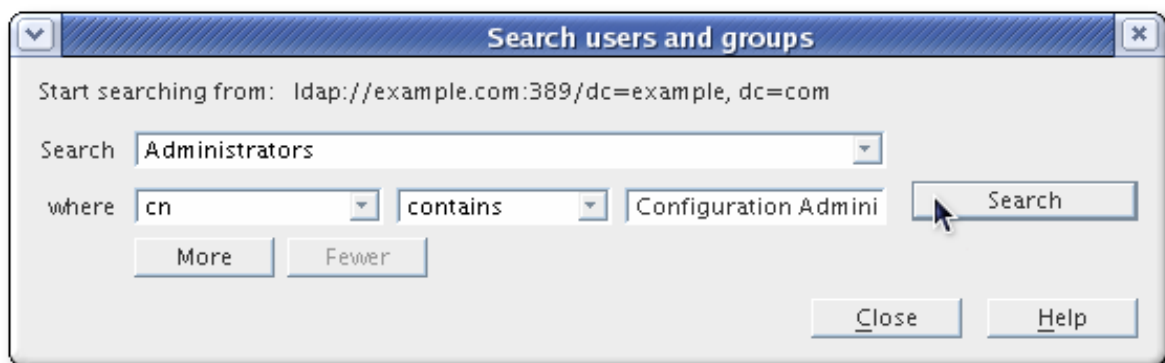 Search users and groups
Start searching from: ldap://example.com:389/dc=example, dc=com
Search Administrators
where cn contains Configuration Admini Search
More Fewer
Close Help